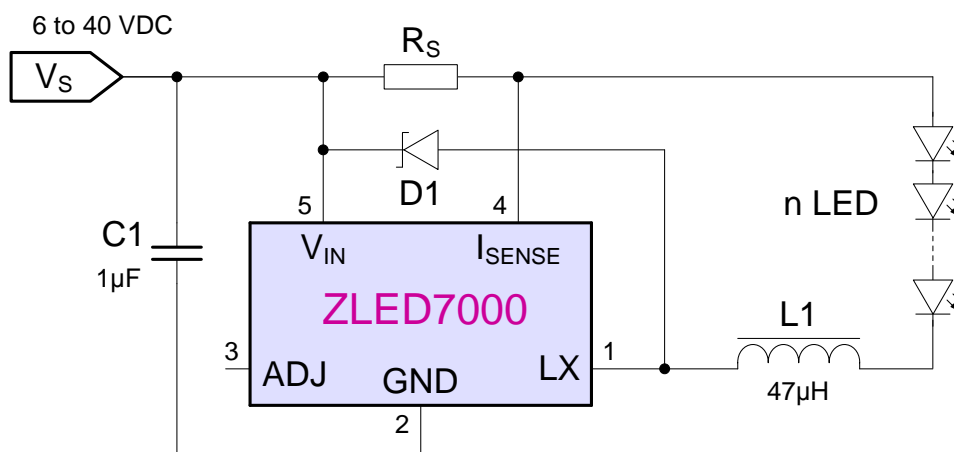 6 to 40 VDC
VS
RS
D1
n LED
C1
1µF
5
4
VIN
ISENSE
ZLED7000
L1
47µH
3
ADJ
GND
LX
1
2